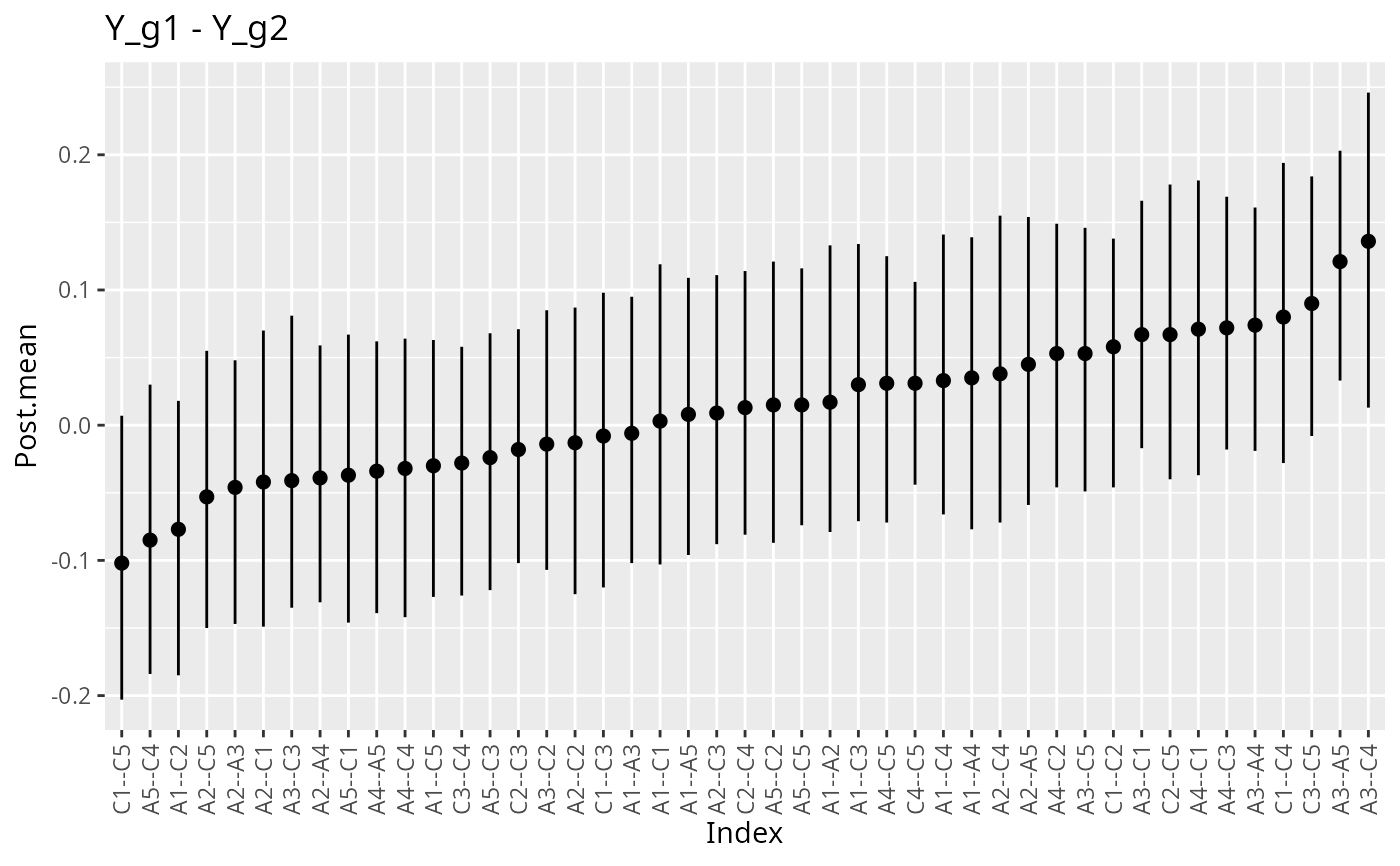 Y_g1 - Y_g2
Post.mean
0.2
0.1
0.0
-0.1
-0.2
C1--C5
A5--C4
A1--C2
A2--C5
A2--A3
A2--C1
A3--C3
A2--A4
A5--C1
A4--A5
A4--C4
A1--C5
C3--C4
A5--C3
C2--C3
A3--C2
A2--C2
C1--C3
A1--A3
A1--C1
A1--A5
A2--C3
C2--C4
A5--C2
A5--C5
A1--A2
A1--C3
A4--C5
C4--C5
A1--C4
A1--A4
A2--C4
A2--A5
A4--C2
A3--C5
C1--C2
A3--C1
C2--C5
A4--C1
A4--C3
A3--A4
C1--C4
C3--C5
A3--A5
A3--C4
Index